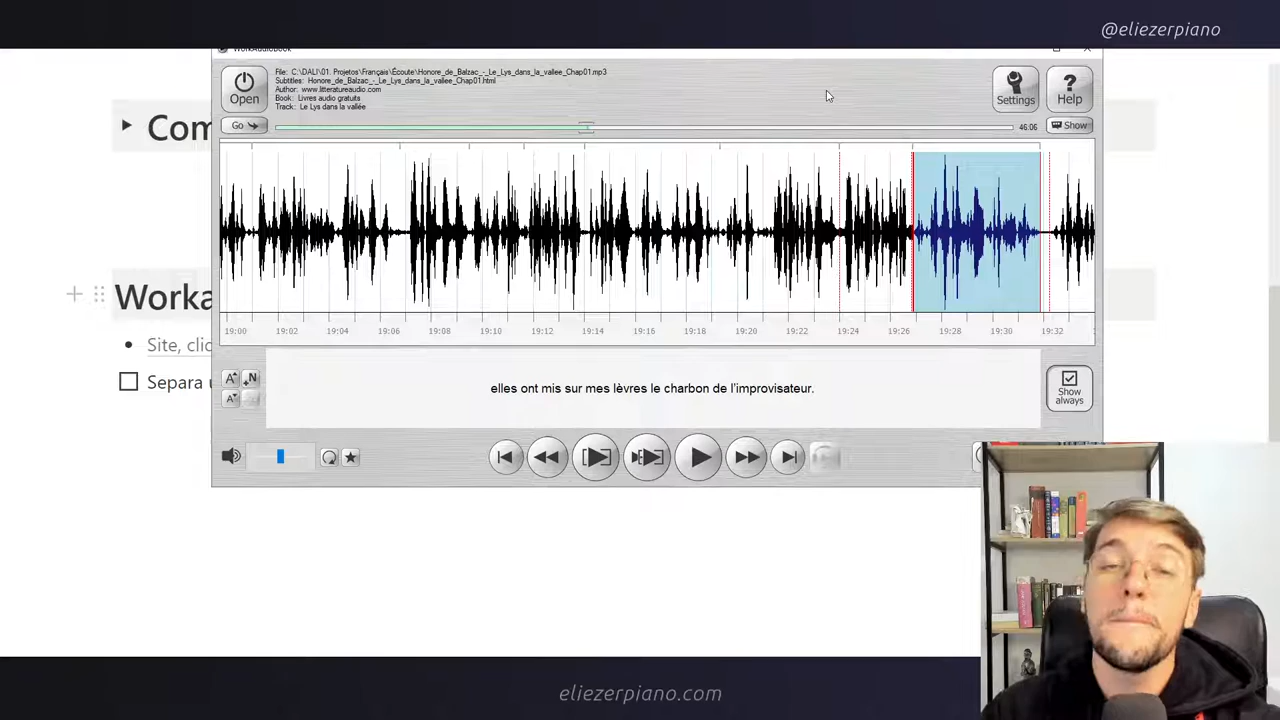 @eliezerpiano
WorkAudioBook
Open
File: C:\DALI\01. Projetos\Français\Écoute\Honore_de_Balzac_-_Le_Lys_dans_la_vallee_Chap01.mp3
Subtitles: Honore_de_Balzac_-_Le_Lys_dans_la_vallee_Chap01.html
Author: www.litteratureaudio.com
Book: Livres audio gratuits
Track: Le Lys dans la vallée
Settings
Help
Go
46:06
Show
Com
Worka
19:00 19:02 19:04 19:06 19:08 19:10 19:12 19:14 19:16 19:18 19:20 19:22 19:24 19:26 19:28 19:30 19:32
Site, clic
Separa u
A
N
A
elles ont mis sur mes lèvres le charbon de l'improvisateur.
Show
always
eliezerpiano.com